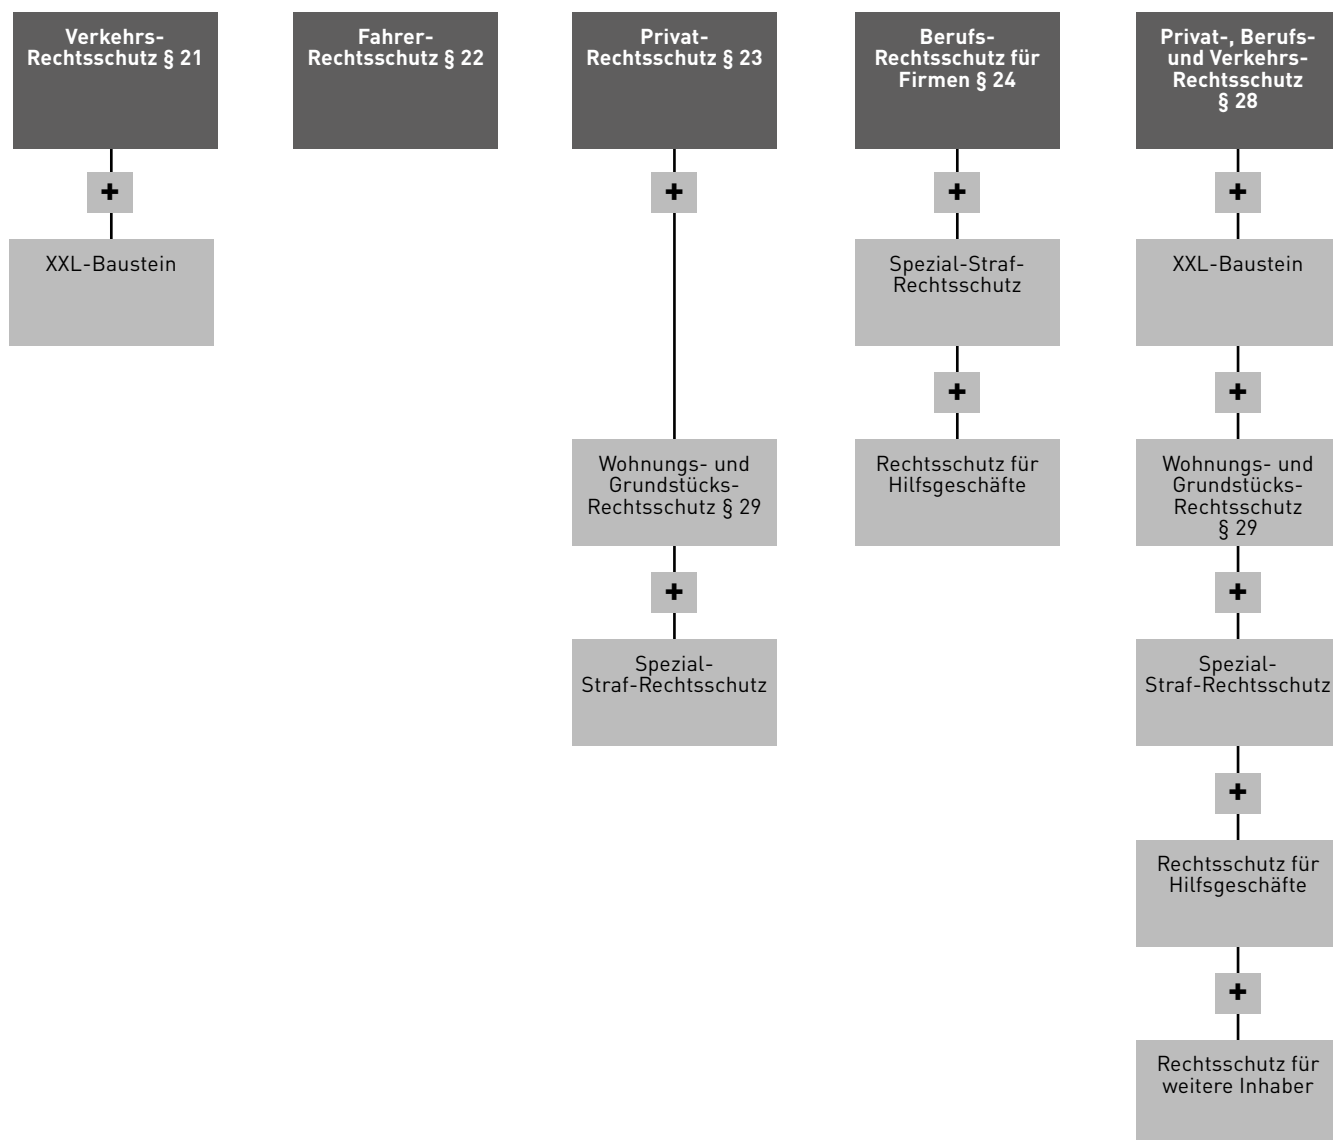 Verkehrs-
Rechtsschutz § 21
Fahrer-
Rechtsschutz § 22
Privat-
Rechtsschutz § 23
Berufs-
Rechtsschutz für
Firmen § 24
Privat-, Berufs-
und Verkehrs-
Rechtsschutz
§ 28
+
+
+
+
XXL-Baustein
Spezial-Straf-
Rechtsschutz
XXL-Baustein
+
+
Wohnungs- und
Grundstücks-
Rechtsschutz § 29
Rechtsschutz für
Hilfsgeschäfte
Wohnungs- und
Grundstücks-
Rechtsschutz
§ 29
+
+
Spezial-
Straf-Rechtsschutz
Spezial-
Straf-Rechtsschutz
+
Rechtsschutz für
Hilfsgeschäfte
+
Rechtsschutz für
weitere Inhaber